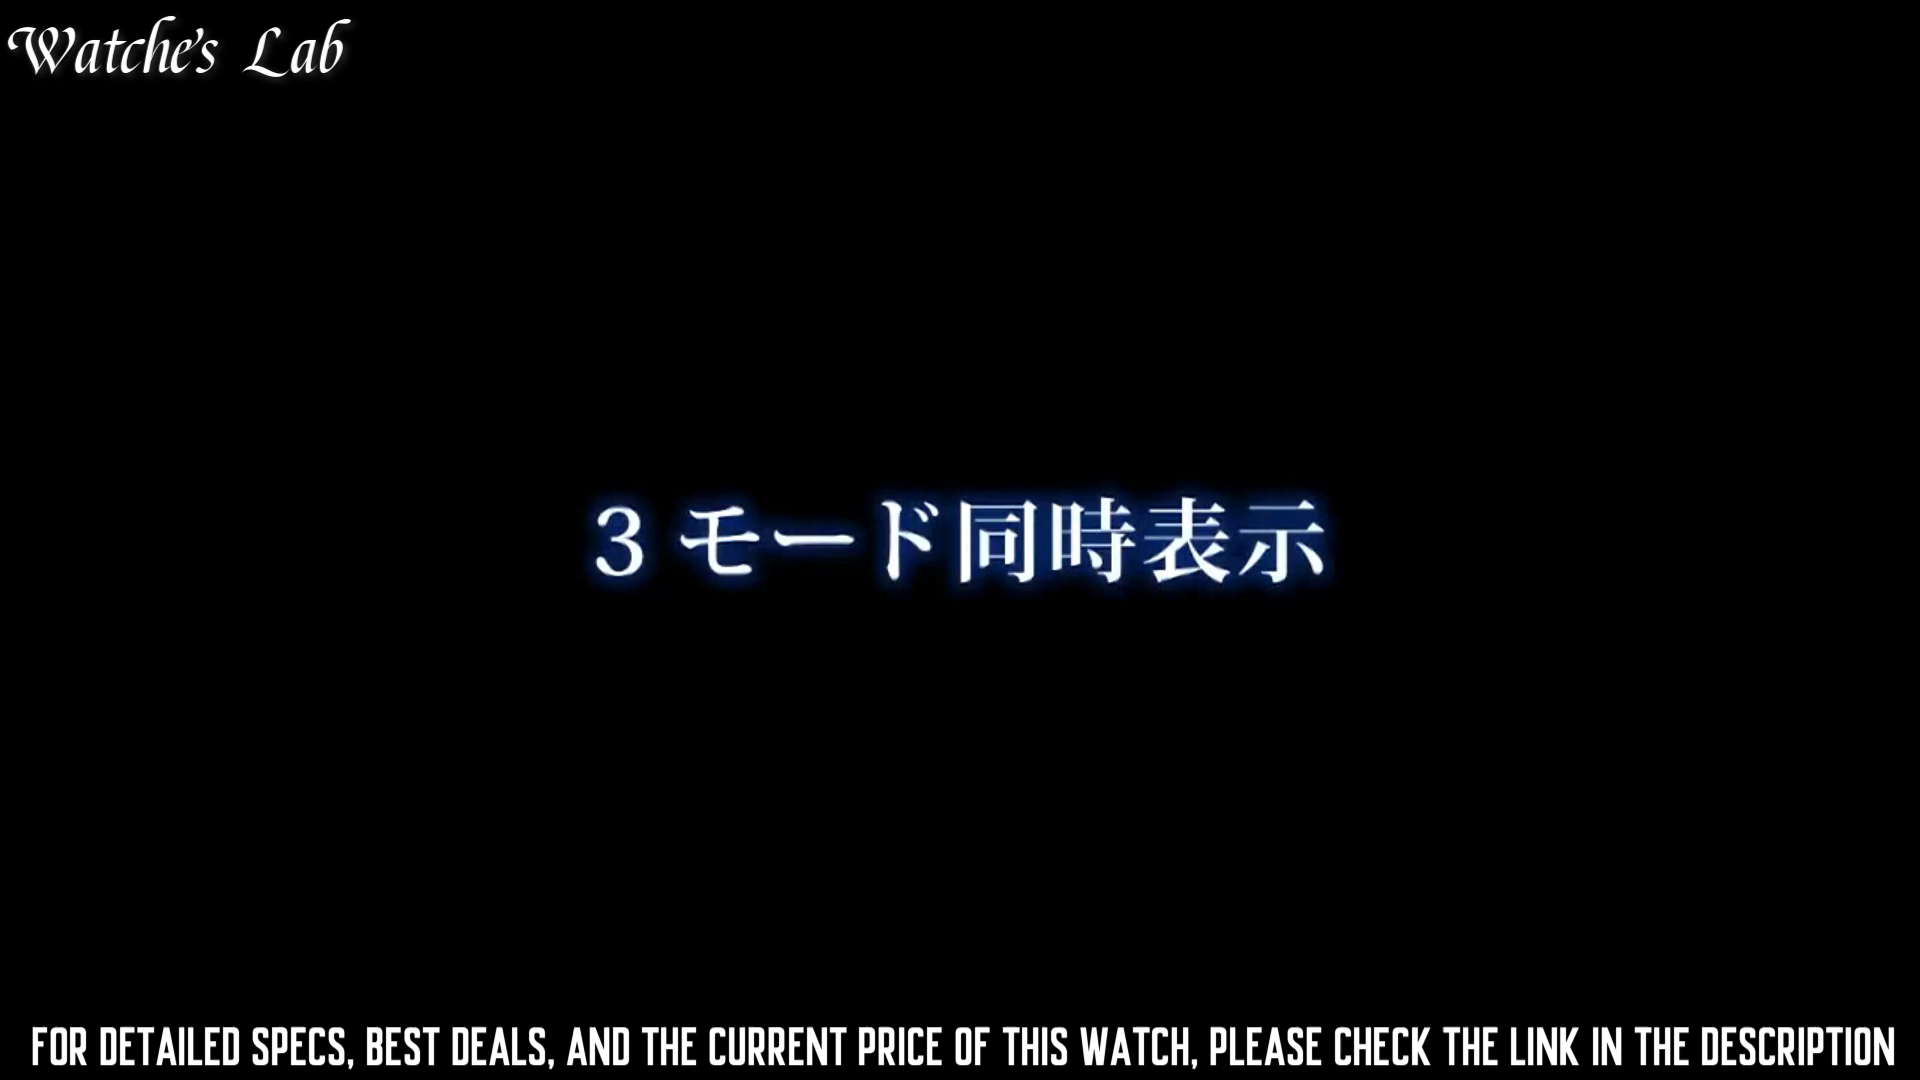 Watche's Lab
3モード同時表示
FOR DETAILED SPECS, BEST DEALS, AND THE CURRENT PRICE OF THIS WATCH, PLEASE CHECK THE LINK IN THE DESCRIPTION